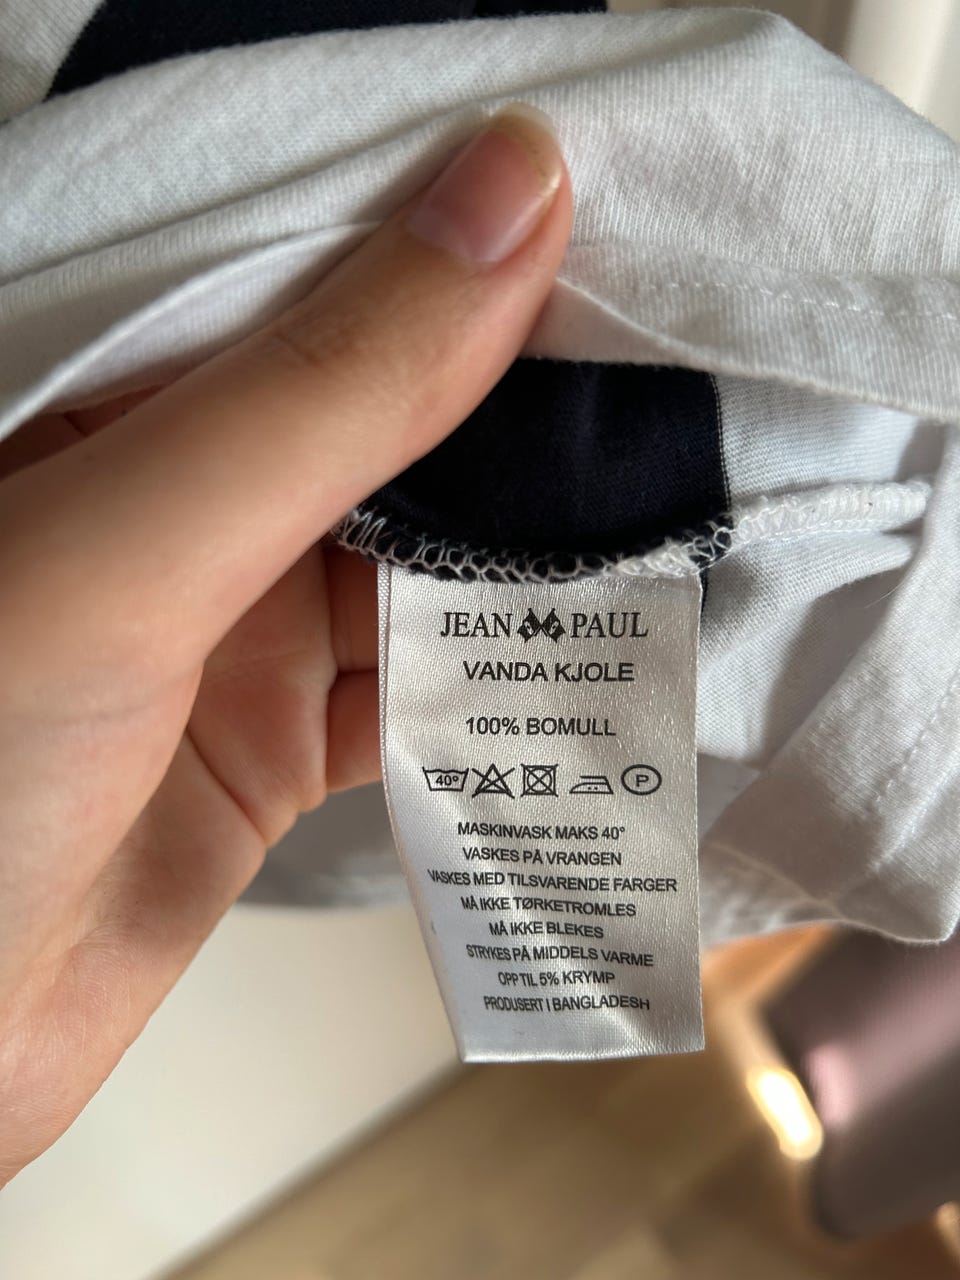 JEAN PAUL
VANDA KJOLE
100% BOMULL
40° P
MASKINVASK MAKS 40°
VASKES PÅ VRANGEN
VASKES MED TILSVARENDE FARGER
MÅ IKKE TØRKETROMLES
MÅ IKKE BLEKES
STRYKES PÅ MIDDELS VARME
OPP TIL 5% KRYMP
PRODUSERT I BANGLADESH